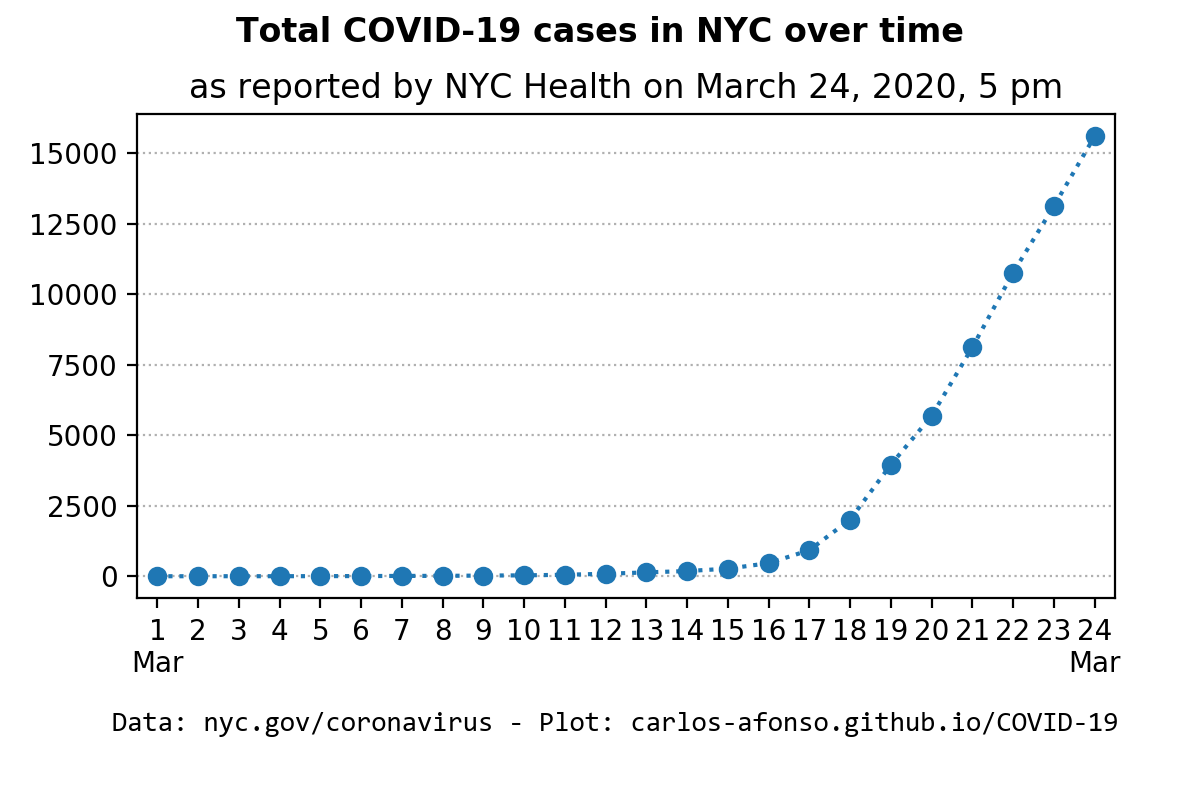 Total COVID-19 cases in NYC over time
as reported by NYC Health on March 24, 2020, 5 pm
15000
12500
10000
7500
5000
2500
0
1 2 3 4 5 6 7 8 9 10 11 12 13 14 15 16 17 18 19 20 21 22 23 24
Mar Mar
Data: nyc.gov/coronavirus - Plot: carlos-afonso.github.io/COVID-19